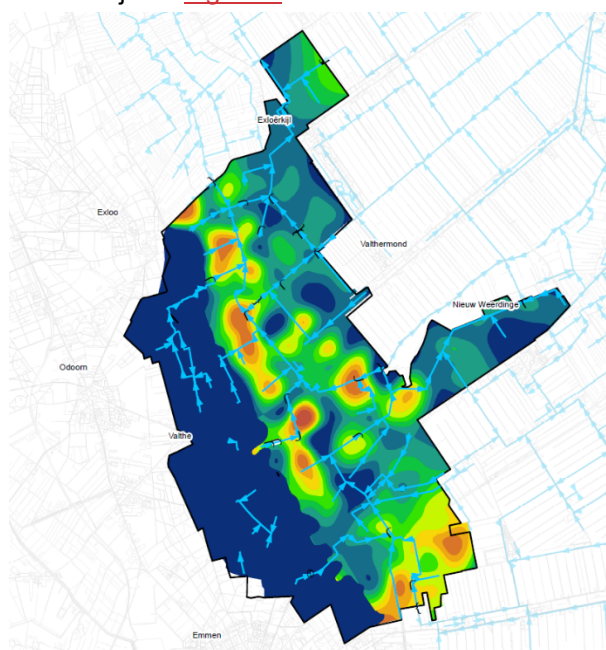 Exloërkijl
Exloo
Valthermond
Nieuw Weerdinge
Odoorn
Valthe
Emmen